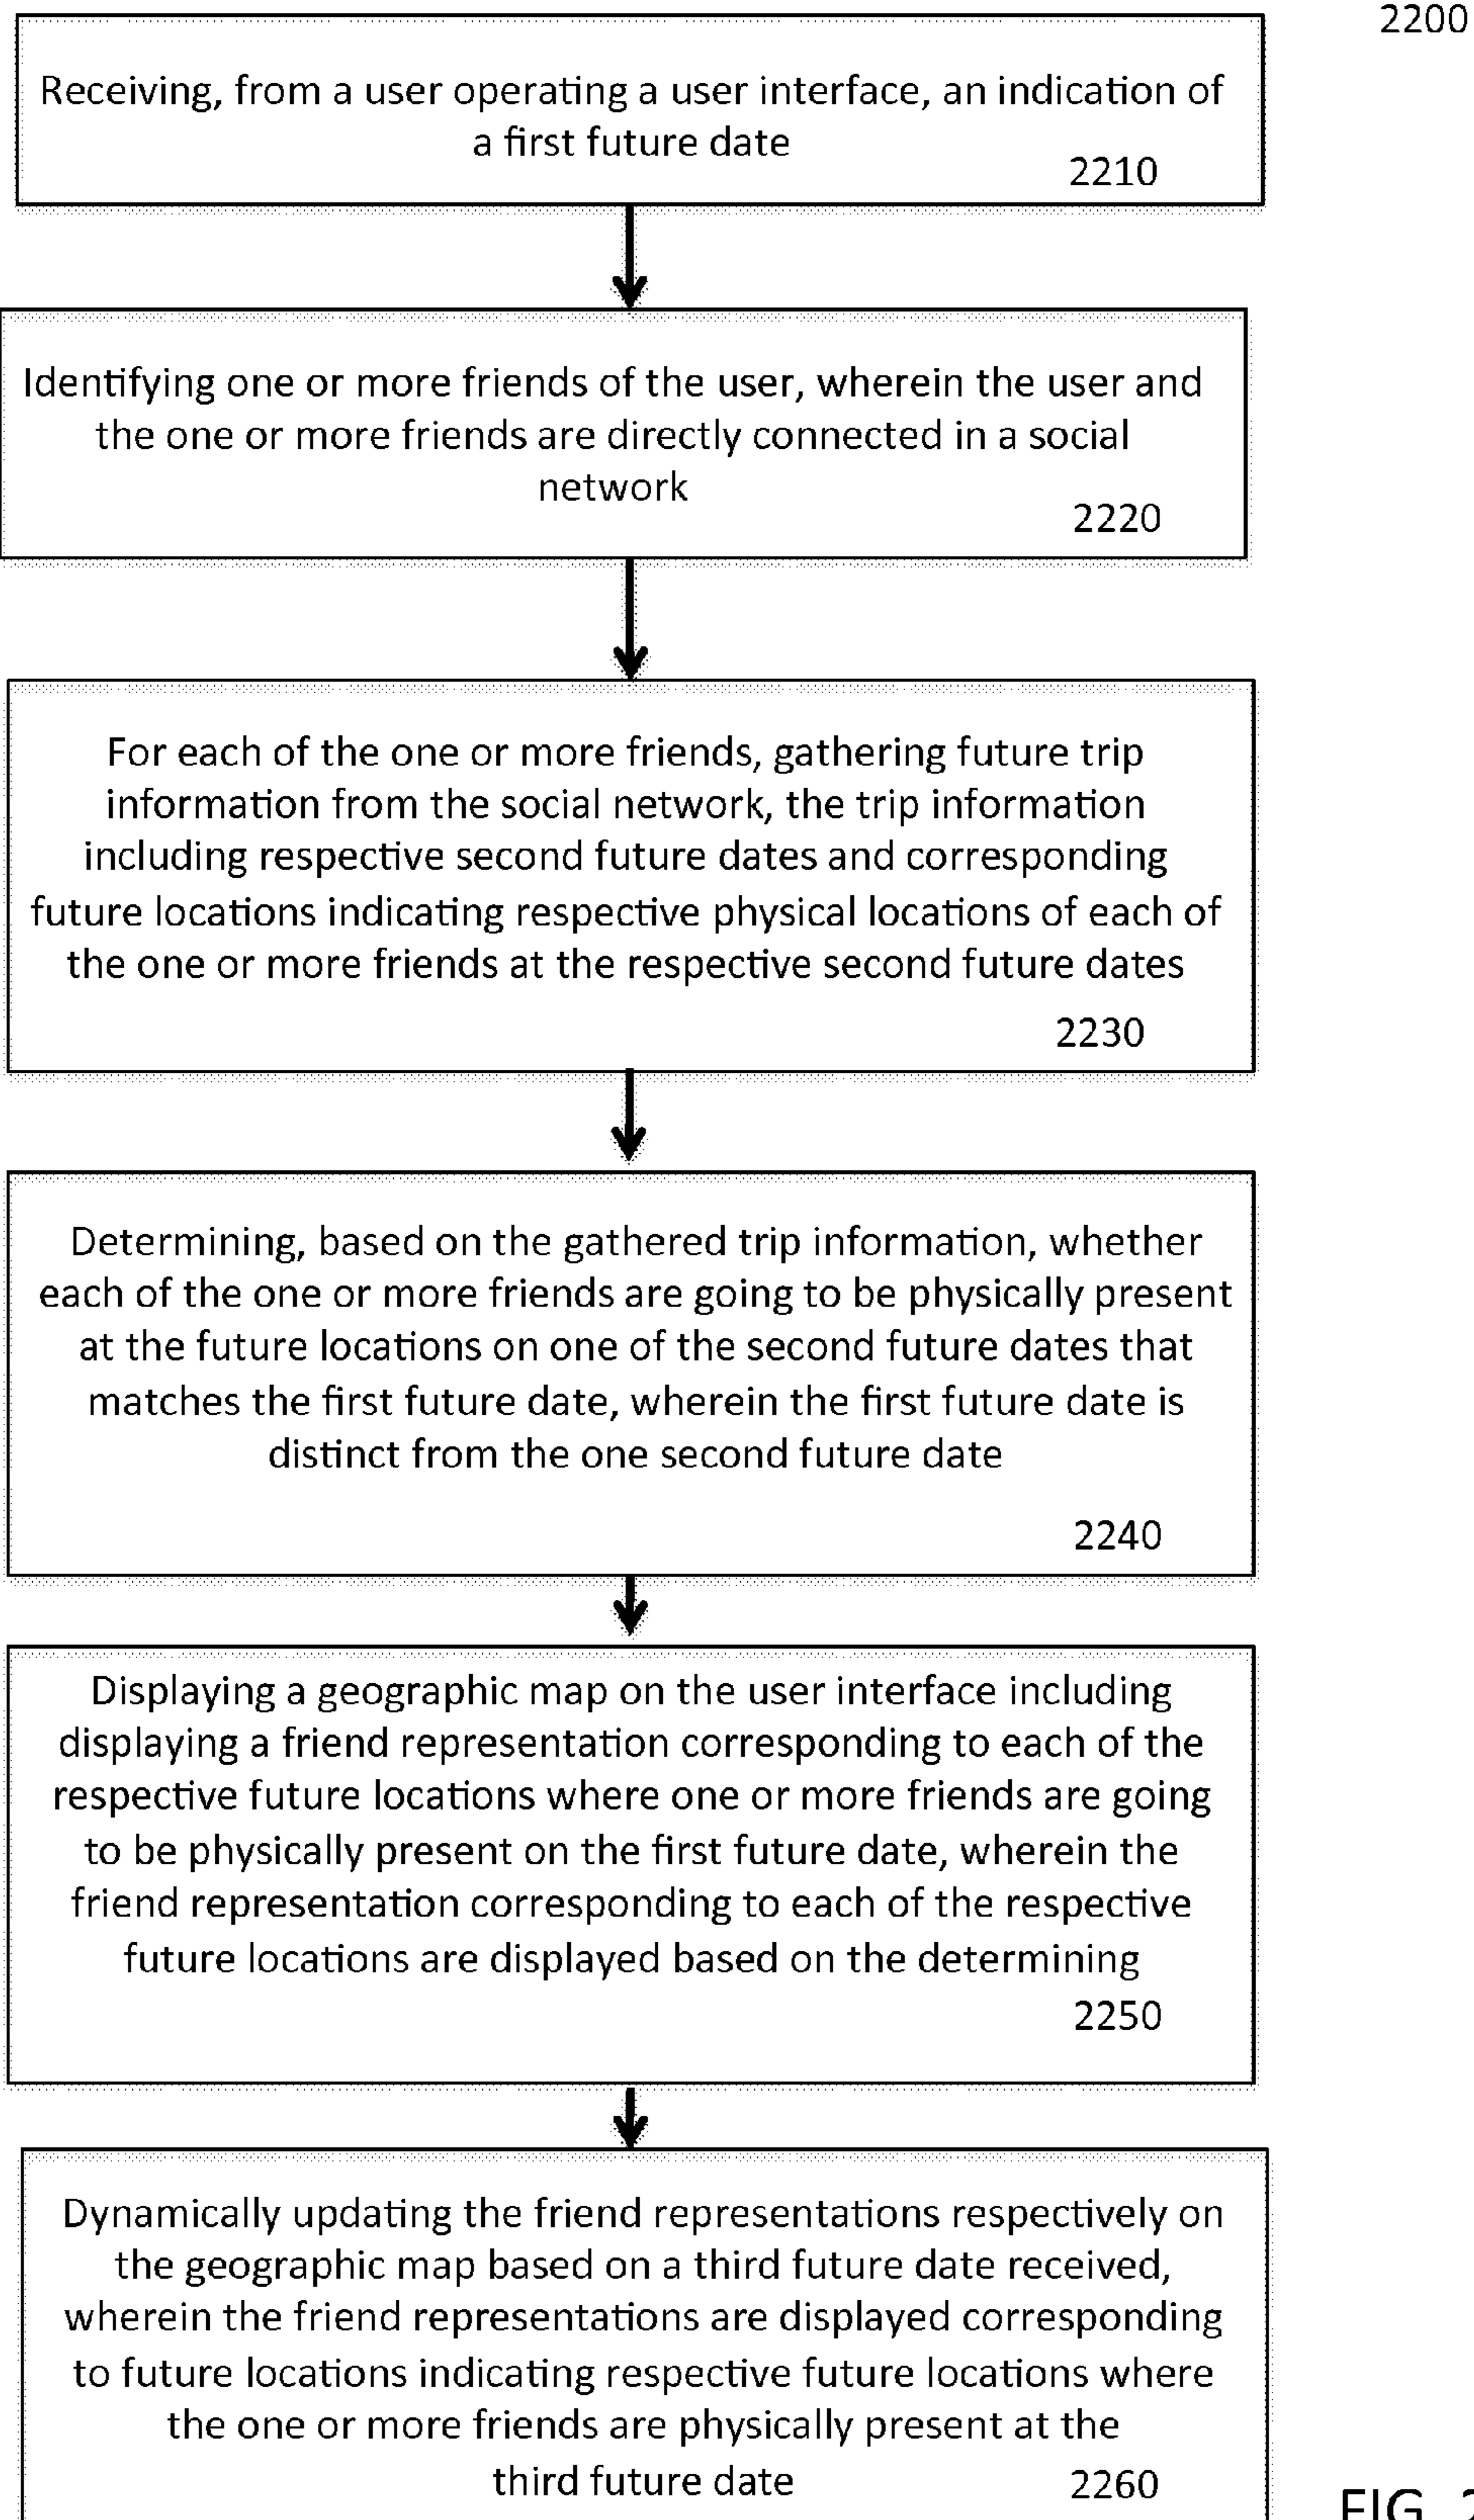 2200
Receiving, from a user operating a user interface, an indication of
a first future date
2210
Identifying one or more friends of the user, wherein the user and
the one or more friends are directly connected in a social
network
2220
For each of the one or more friends, gathering future trip
information from the social network, the trip information
including respective second future dates and corresponding
future locations indicating respective physical locations of each of
the one or more friends at the respective second future dates
2230
Determining, based on the gathered trip information, whether
each of the one or more friends are going to be physically present
at the future locations on one of the second future dates that
matches the first future date, wherein the first future date is
distinct from the one second future date
2240
Displaying a geographic map on the user interface including
displaying a friend representation corresponding to each of the
respective future locations where one or more friends are going
to be physically present on the first future date, wherein the
friend representation corresponding to each of the respective
future locations are displayed based on the determining
2250
Dynamically updating the friend representations respectively on
the geographic map based on a third future date received,
wherein the friend representations are displayed corresponding
to future locations indicating respective future locations where
the one or more friends are physically present at the
third future date
2260
FIG.